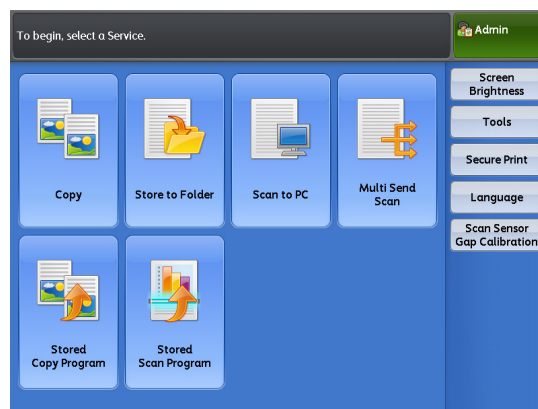 To begin, select a Service.
Admin
Screen
Brightness
Tools
Secure Print
Language
Scan Sensor
Gap Calibration
Copy
Store to Folder
Scan to PC
Multi Send
Scan
Stored
Copy Program
Stored
Scan Program